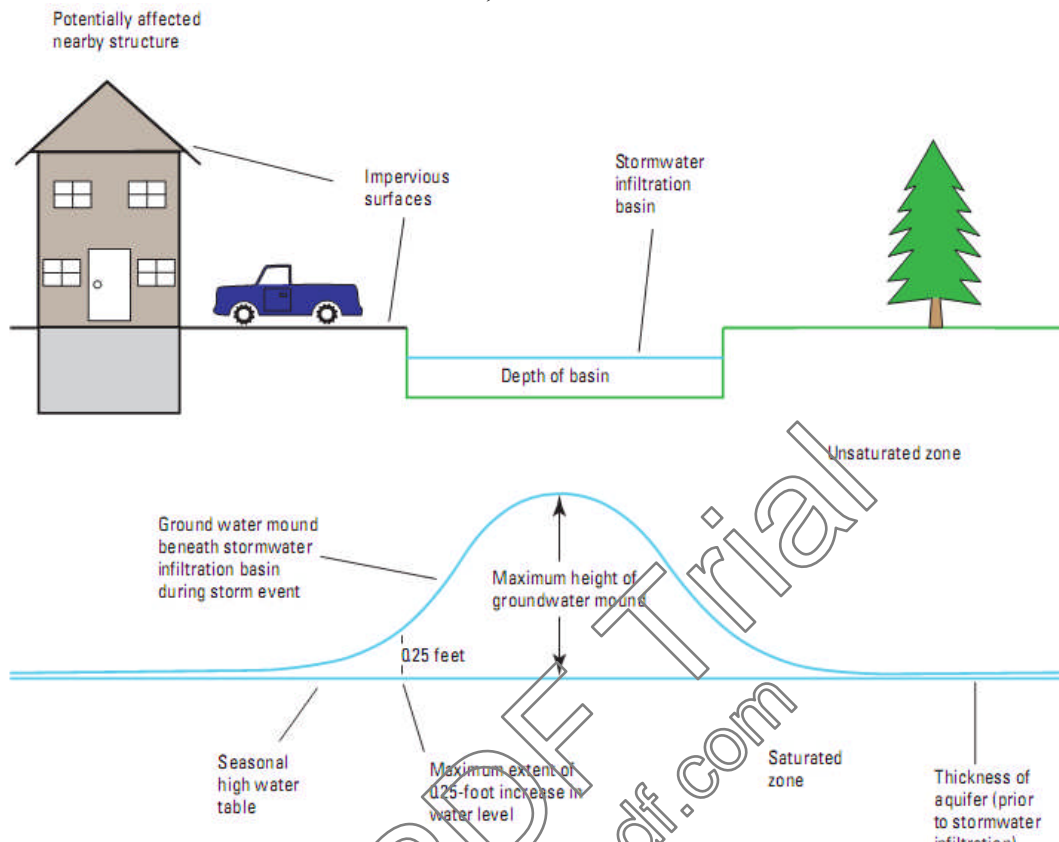 Potentially affected
nearby structure
Impervious
surfaces
Stormwater
infiltration
basin
Depth of basin
Unsaturated zone
Ground water mound
beneath stormwater
infiltration basin
during storm event
Maximum height of
groundwater mound
0.25 feet
Seasonal
high water
table
Maximum extent of
0.25-foot increase in
water level
Saturated
zone
Thickness of
aquifer (prior
to stormwater
infiltration)
PDF Trial
df.com